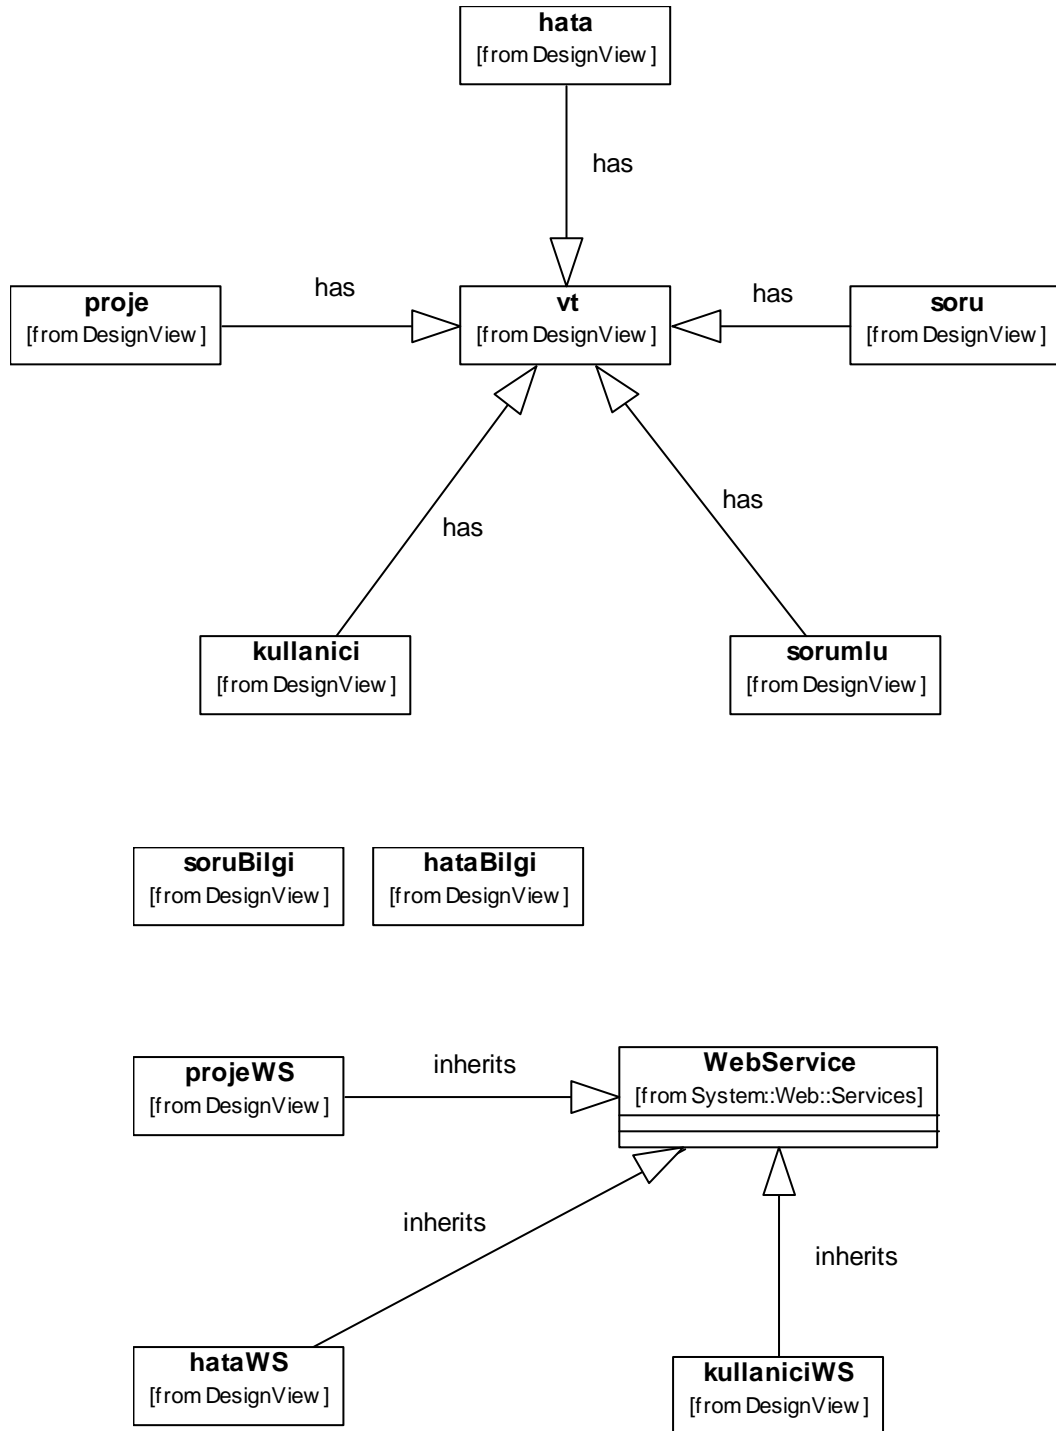 hata
[from DesignView]
has
proje
[from DesignView]
has
vt
[from DesignView]
has
soru
[from DesignView]
has
has
kullanici
[from DesignView]
sorumlu
[from DesignView]
soruBilgi
[from DesignView]
hataBilgi
[from DesignView]
projeWS
[from DesignView]
inherits
WebService
[from System::Web::Services]
inherits
inherits
hataWS
[from DesignView]
kullaniciWS
[from DesignView]